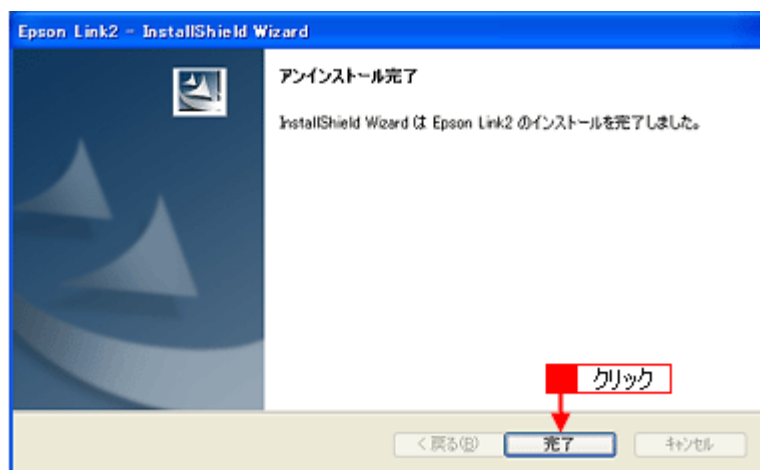 Epson Link2 - InstallShield Wizard
アンインストール完了
InstallShield Wizard は Epson Link2 のインストールを完了しました。
クリック
< 戻る(B)
完了
キャンセル